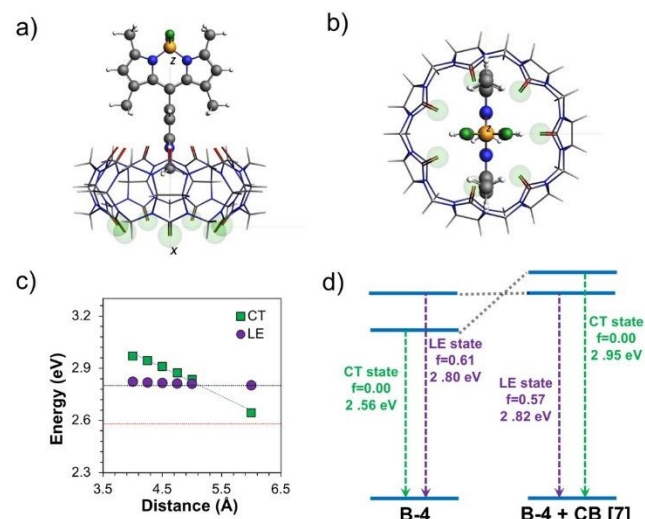 a)
z
c
x
b)
z
c)
CT
LE
Energy (eV)
3.2
2.9
2.6
2.3
3.5
4.5
5.5
6.5
Distance (Å)
d)
CT state
f=0.00
2 .56 eV
LE state
f=0.61
2 .80 eV
LE state
f=0.57
2 .82 eV
CT state
f=0.00
2 .95 eV
B-4
B-4 + CB [7]